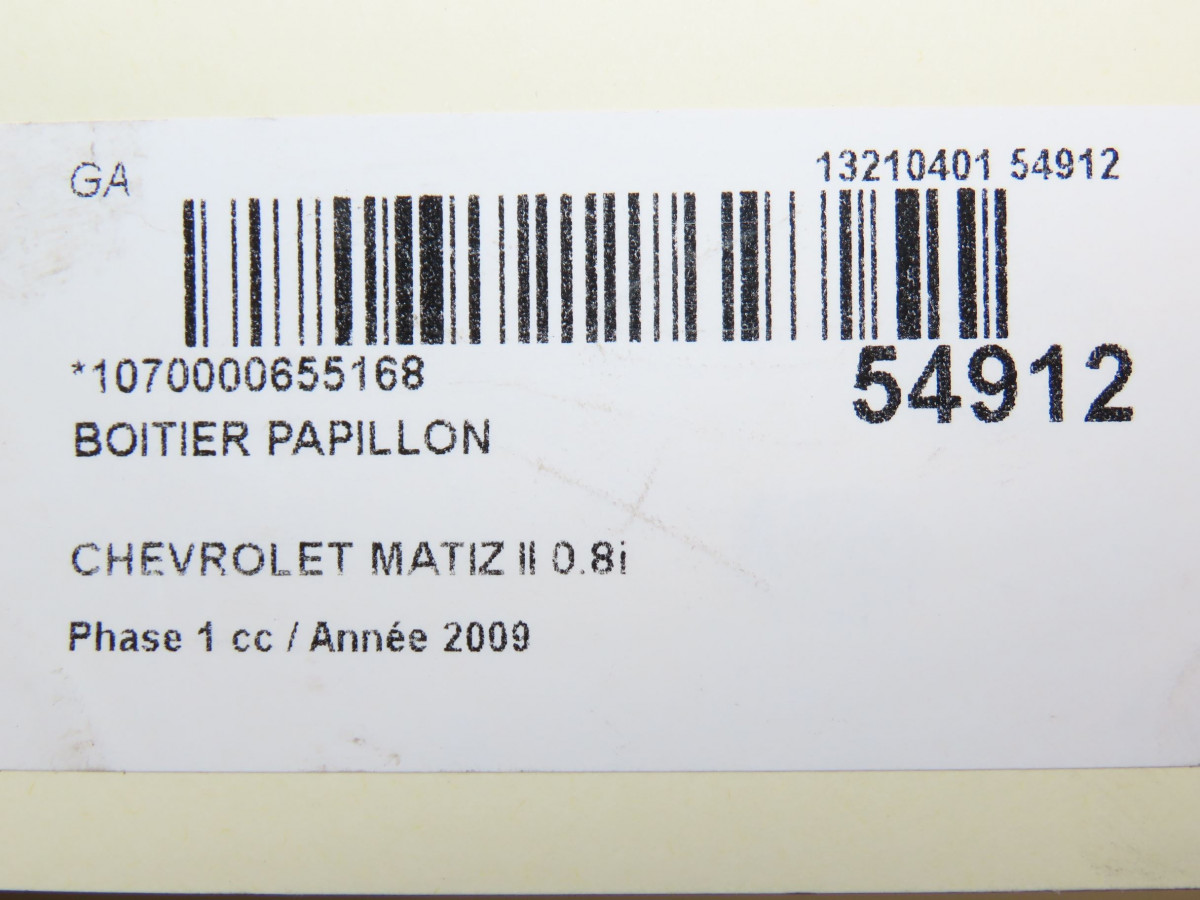 GA
13210401 54912
*1070000655168
54912
BOITIER PAPILLON
CHEVROLET MATIZ II 0.8i
Phase 1 cc / Année 2009